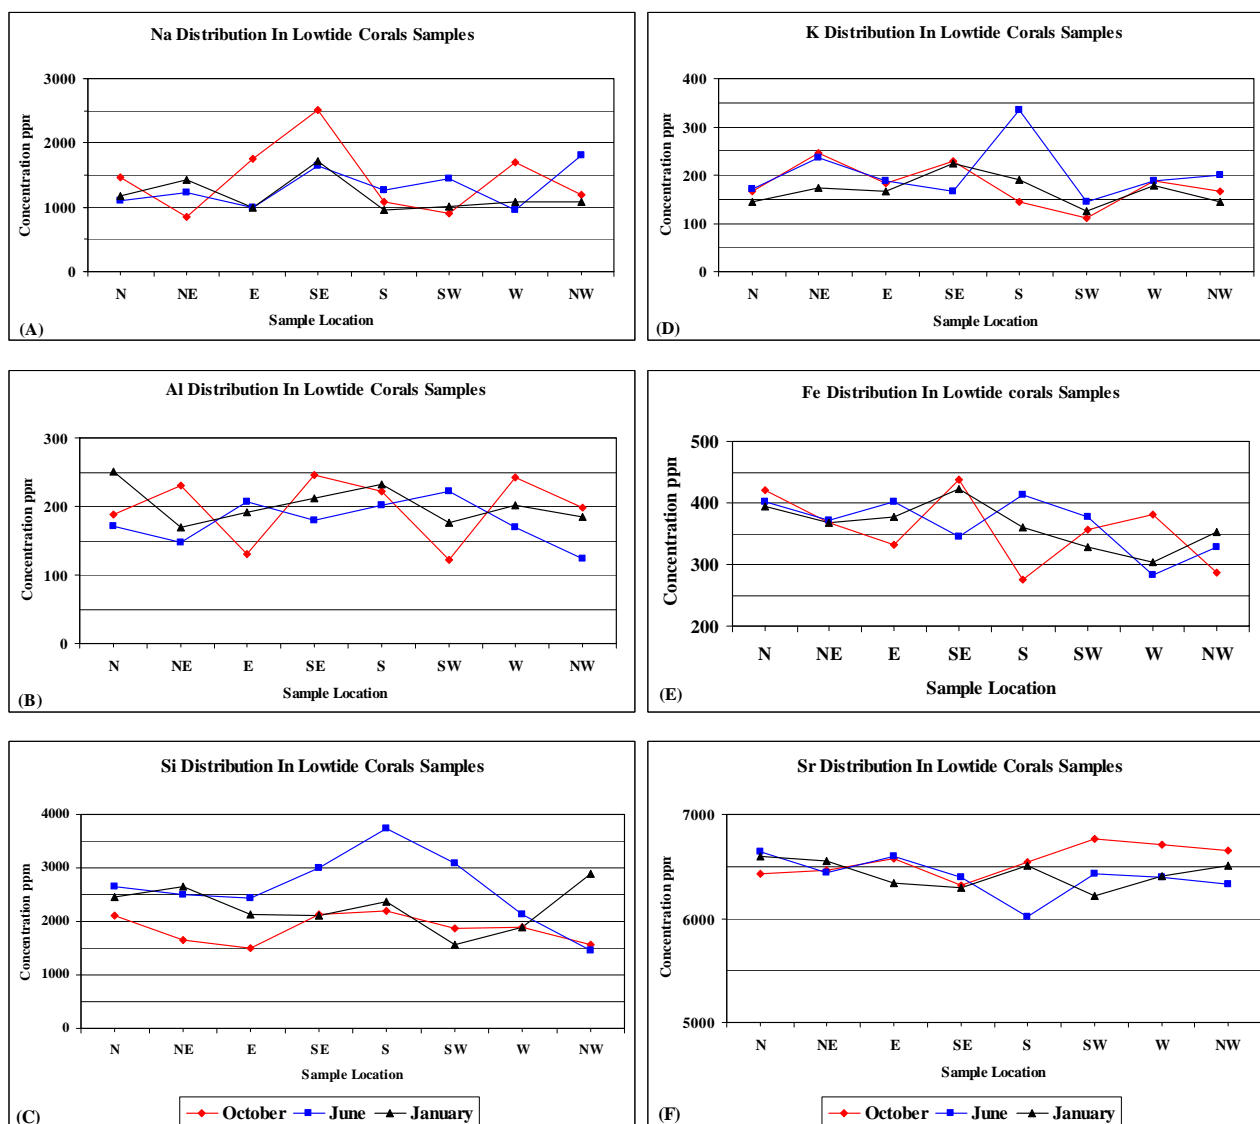 Na Distribution In Lowtide Corals Samples
Concentration ppm
3000
2000
1000
0
N NE E SE S SW W NW
Sample Location
(A)
K Distribution In Lowtide Corals Samples
Concentration ppm
400
300
200
100
0
N NE E SE S SW W NW
Sample Location
(D)
Al Distribution In Lowtide Corals Samples
Concentration ppm
300
200
100
0
N NE E SE S SW W NW
Sample Location
(B)
Fe Distribution In Lowtide corals Samples
Concentration ppm
500
400
300
200
N NE E SE S SW W NW
Sample Location
(E)
Si Distribution In Lowtide Corals Samples
Concentration ppm
4000
3000
2000
1000
0
N NE E SE S SW W NW
Sample Location
October June January
(C)
Sr Distribution In Lowtide Corals Samples
Concentration ppm
7000
6000
5000
N NE E SE S SW W NW
Sample Location
October June January
(F)